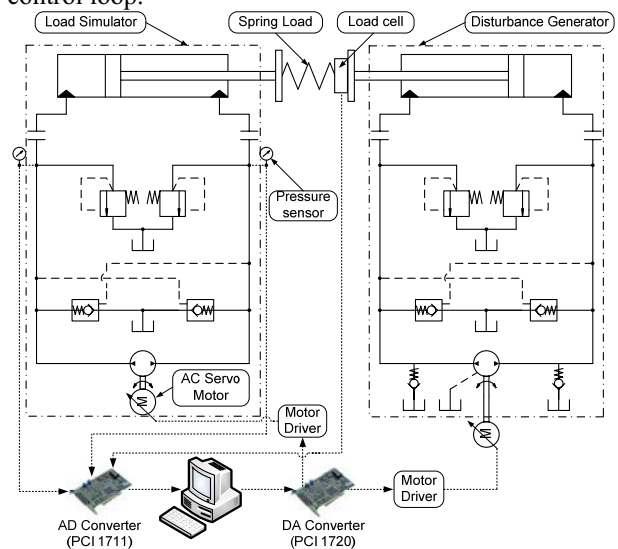 control loop.
Load Simulator
Spring Load
Load cell
Disturbance Generator
Pressure
sensor
AC Servo
Motor
M
Motor
Driver
M
Motor
Driver
AD Converter
(PCI 1711)
DA Converter
(PCI 1720)